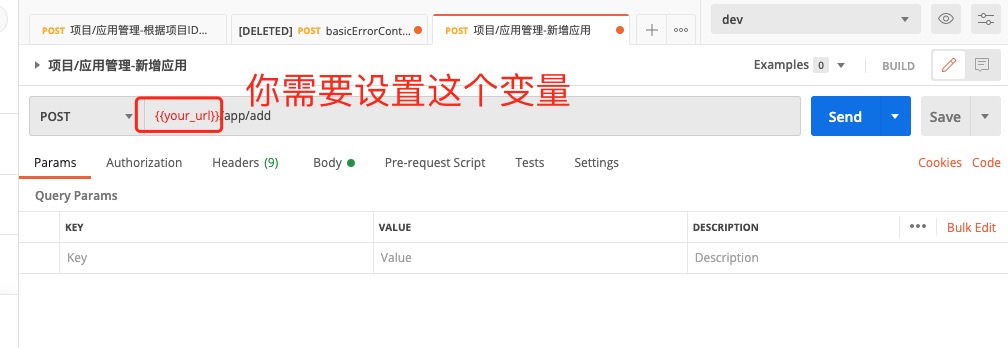 dev
POST 项目/应用管理-根据项目ID...
[DELETED] POST basicErrorCont...
POST 项目/应用管理-新增应用
项目/应用管理-新增应用
Examples 0
BUILD
你需要设置这个变量
POST
{{your_url}}/app/add
Send
Save
Params
Authorization
Headers (9)
Body
Pre-request Script
Tests
Settings
Cookies
Code
Query Params
KEY
VALUE
DESCRIPTION
Bulk Edit
Key
Value
Description